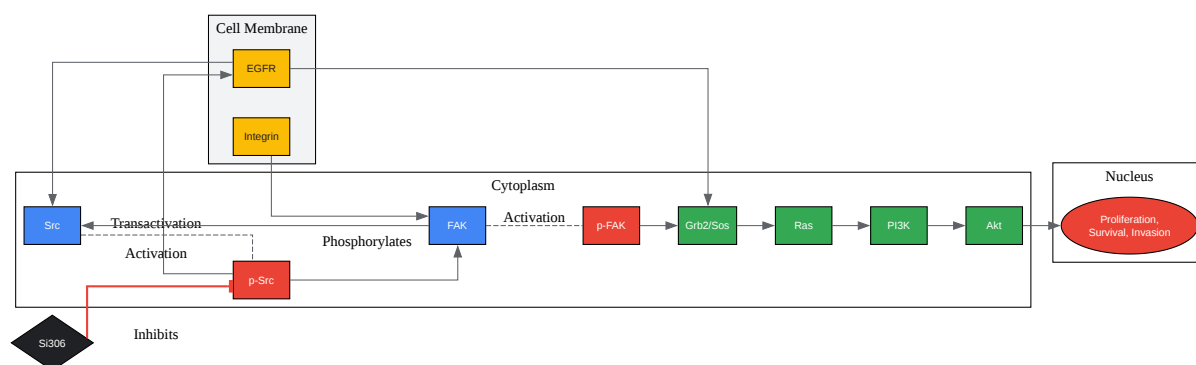 Cell Membrane
EGFR
Integrin
Cytoplasm
Nucleus
Src
Transactivation
Activation
Phosphorylates
FAK
Activation
p-FAK
Grb2/Sos
Ras
PI3K
Akt
Proliferation,
Survival, Invasion
p-Src
Si306
Inhibits